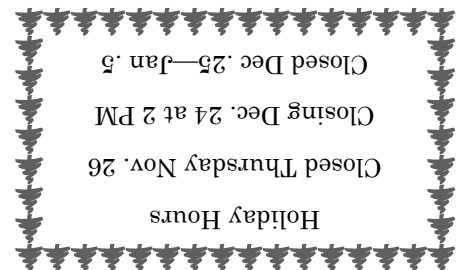 Holiday Hours
Closed Thursday Nov. 26
Closing Dec. 24 at 2 PM
Closed Dec .25—Jan .5